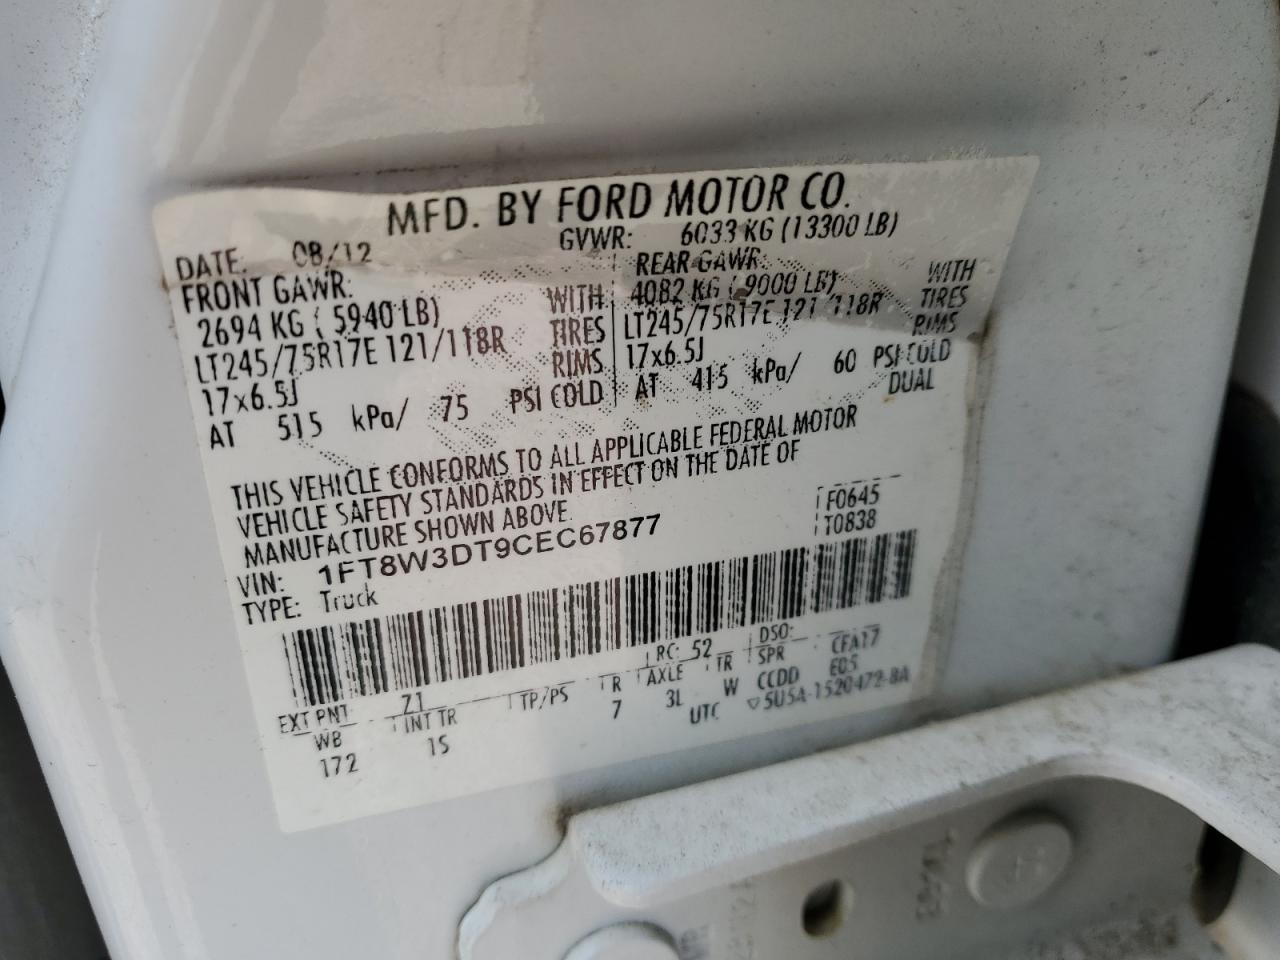 MFD. BY FORD MOTOR CO.
DATE: 08/12 GVWR: 6033 KG (13300 LB)
FRONT GAWR: REAR GAWR:
2694 KG ( 5940 LB) WITH 4082 KG ( 9000 LB) WITH
LT245/75R17E 121/118R TIRES LT245/75R17E 121/118R TIRES
17x6.5J RIMS 17x6.5J RIMS
AT 515 kPa/ 75 PSI COLD AT 415 kPa/ 60 PSI COLD
DUAL
THIS VEHICLE CONFORMS TO ALL APPLICABLE FEDERAL MOTOR
VEHICLE SAFETY STANDARDS IN EFFECT ON THE DATE OF
MANUFACTURE SHOWN ABOVE.
F0645
T0838
VIN: 1FT8W3DT9CEC67877
TYPE: Truck
EXT PNT: Z1 RC: 52 DSO:
WB INT TR TP/PS R AXLE TR SPR CFA17
172 1S 7 3L W CCDD E05
UTC ▽5U5A-1520472-BA